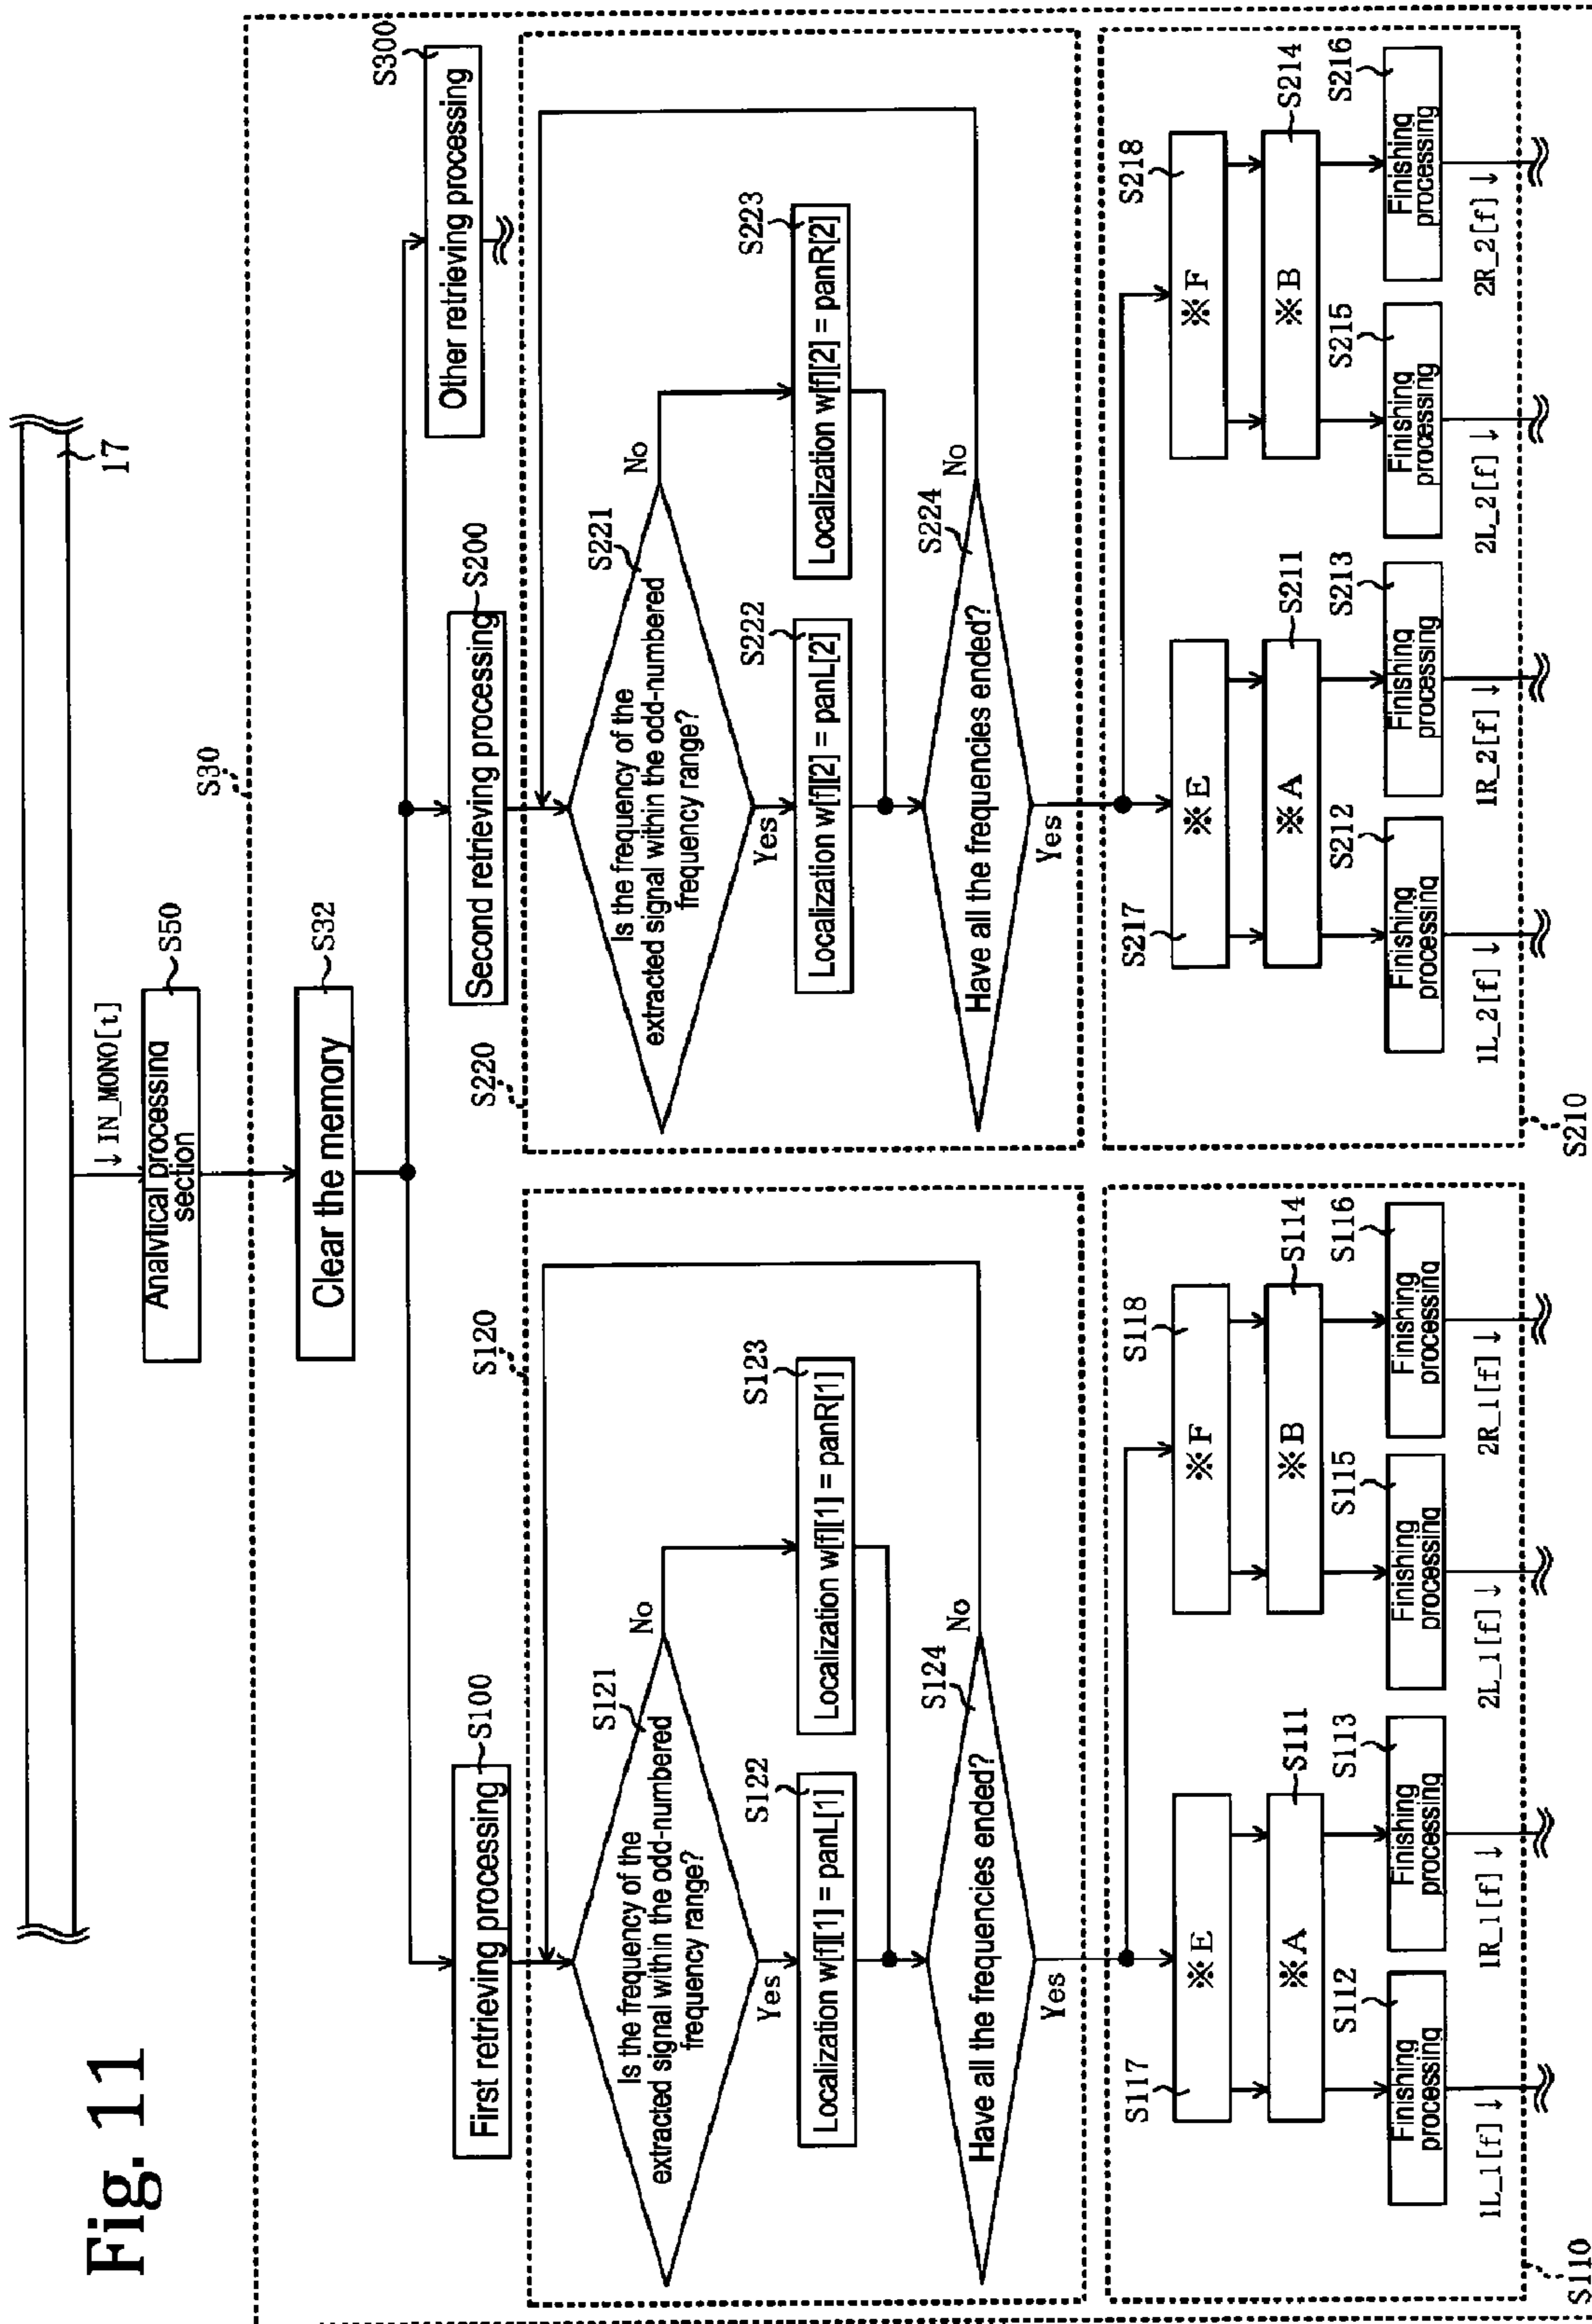 Fig. 11
17
↓ IN_MONO[t]
S50
Analytical processing
section
S30
S32
Clear the memory
S100
First retrieving processing
S200
Second retrieving processing
S300
Other retrieving processing
S120
S121
Is the frequency of the
extracted signal within the odd-numbered
frequency range?
No
Yes
S122
Localization w[f][1] = panL[1]
S123
Localization w[f][1] = panR[1]
S124
Have all the frequencies ended?
No
Yes
S220
S221
Is the frequency of the
extracted signal within the odd-numbered
frequency range?
No
Yes
S222
Localization w[f][2] = panL[2]
S223
Localization w[f][2] = panR[2]
S224
Have all the frequencies ended?
No
Yes
S117
※E
S118
※F
S111
※A
S114
※B
S112
Finishing
processing
S113
Finishing
processing
S115
Finishing
processing
S116
Finishing
processing
1L_1[f] ↓
1R_1[f] ↓
2L_1[f] ↓
2R_1[f] ↓
S110
S217
※E
S218
※F
S211
※A
S214
※B
S212
Finishing
processing
S213
Finishing
processing
S215
Finishing
processing
S216
Finishing
processing
1L_2[f] ↓
1R_2[f] ↓
2L_2[f] ↓
2R_2[f] ↓
S210